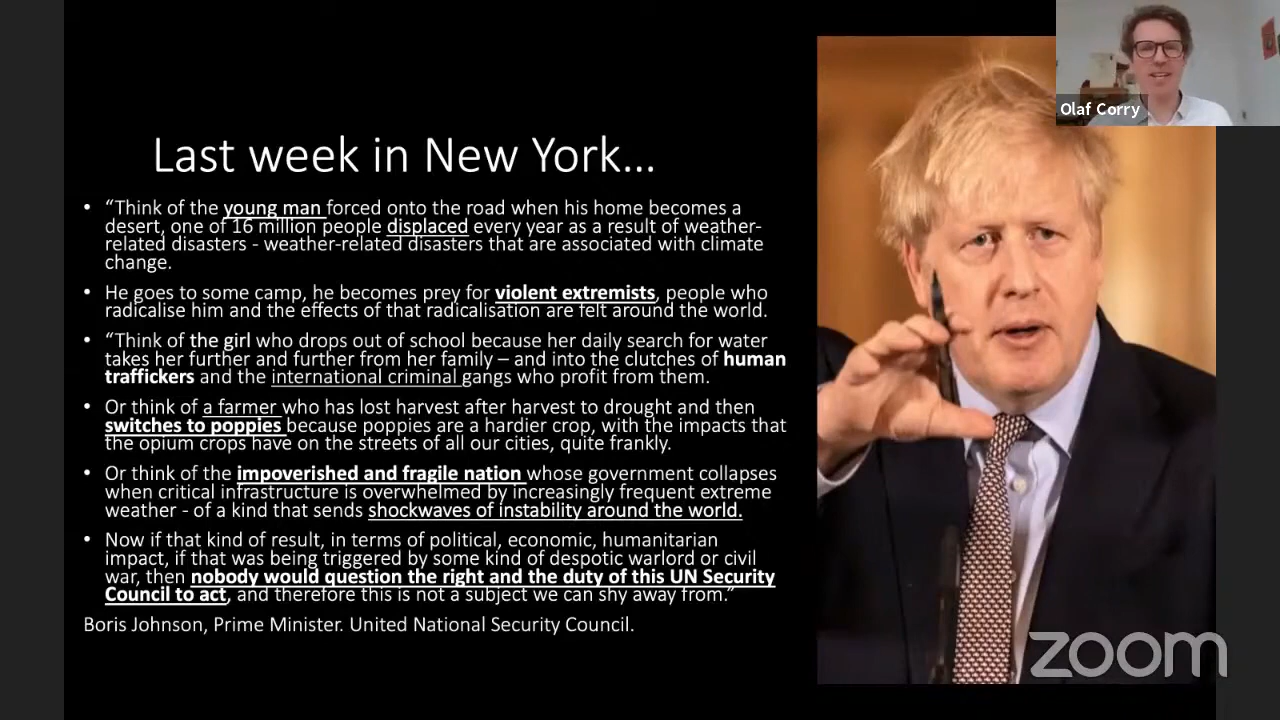 Olaf Corry
Last week in New York...
• “Think of the young man forced onto the road when his home becomes a
desert, one of 16 million people displaced every year as a result of weather-
related disasters - weather-related disasters that are associated with climate
change.
• He goes to some camp, he becomes prey for violent extremists, people who
radicalise him and the effects of that radicalisation are felt around the world.
• “Think of the girl who drops out of school because her daily search for water
takes her further and further from her family – and into the clutches of human
traffickers and the international criminal gangs who profit from them.
• Or think of a farmer who has lost harvest after harvest to drought and then
switches to poppies because poppies are a hardier crop, with the impacts that
the opium crops have on the streets of all our cities, quite frankly.
• Or think of the impoverished and fragile nation whose government collapses
when critical infrastructure is overwhelmed by increasingly frequent extreme
weather - of a kind that sends shockwaves of instability around the world.
• Now if that kind of result, in terms of political, economic, humanitarian
impact, if that was being triggered by some kind of despotic warlord or civil
war, then nobody would question the right and the duty of this UN Security
Council to act, and therefore this is not a subject we can shy away from.”
Boris Johnson, Prime Minister. United National Security Council.
zoom